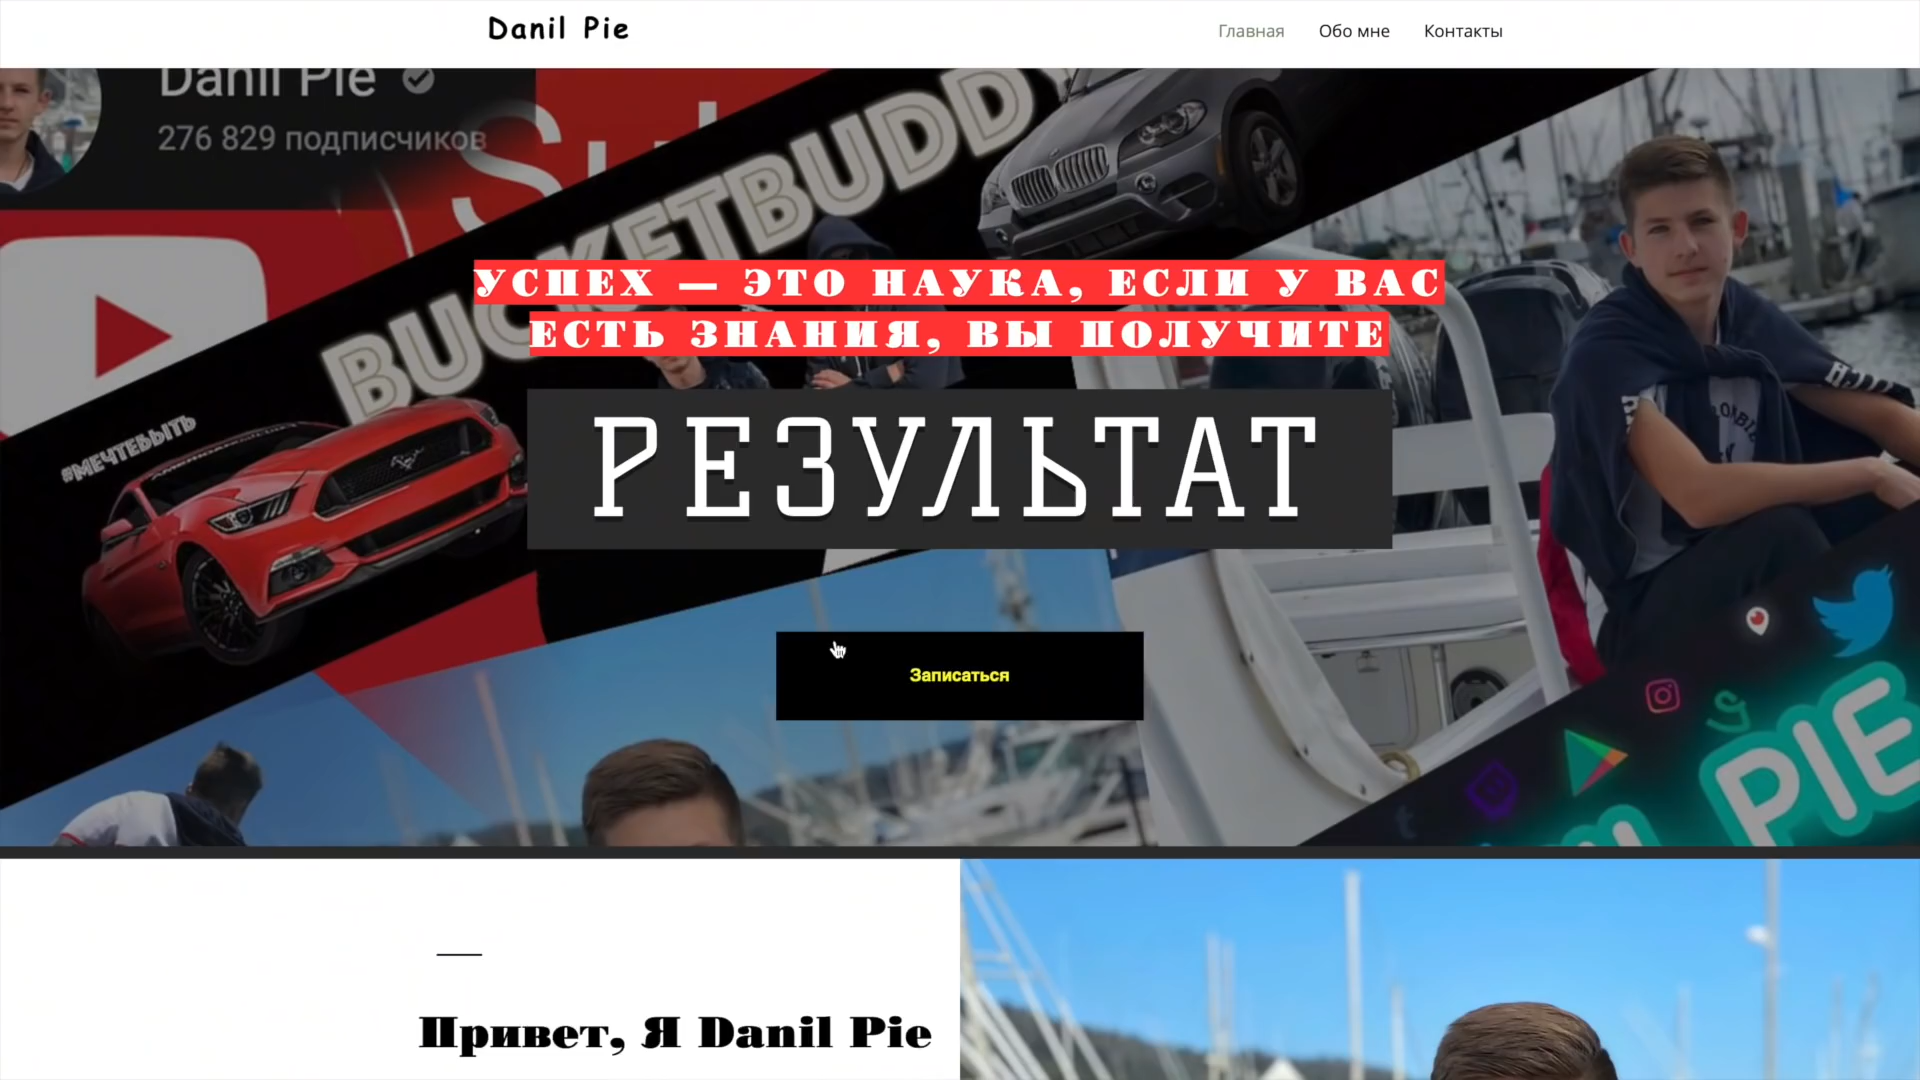 Danil Pie
Главная
Обо мне
Контакты
Danil Pie
276 829 подписчиков
BUCKETBUDDY
УСПЕХ — ЭТО НАУКА, ЕСЛИ У ВАС
ЕСТЬ ЗНАНИЯ, ВЫ ПОЛУЧИТЕ
РЕЗУЛЬТАТ
#МЕЧТЕБЫТЬ
Записаться
PIE
Привет, Я Danil Pie